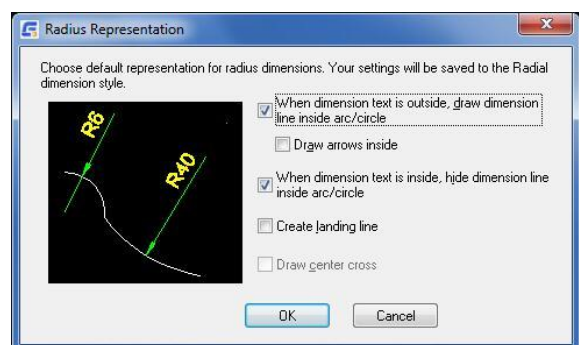 Radius Representation
Choose default representation for radius dimensions. Your settings will be saved to the Radial
dimension style.
R6
R40
When dimension text is outside, draw dimension
line inside arc/circle
Draw arrows inside
When dimension text is inside, hide dimension line
inside arc/circle
Create landing line
Draw center cross
OK
Cancel